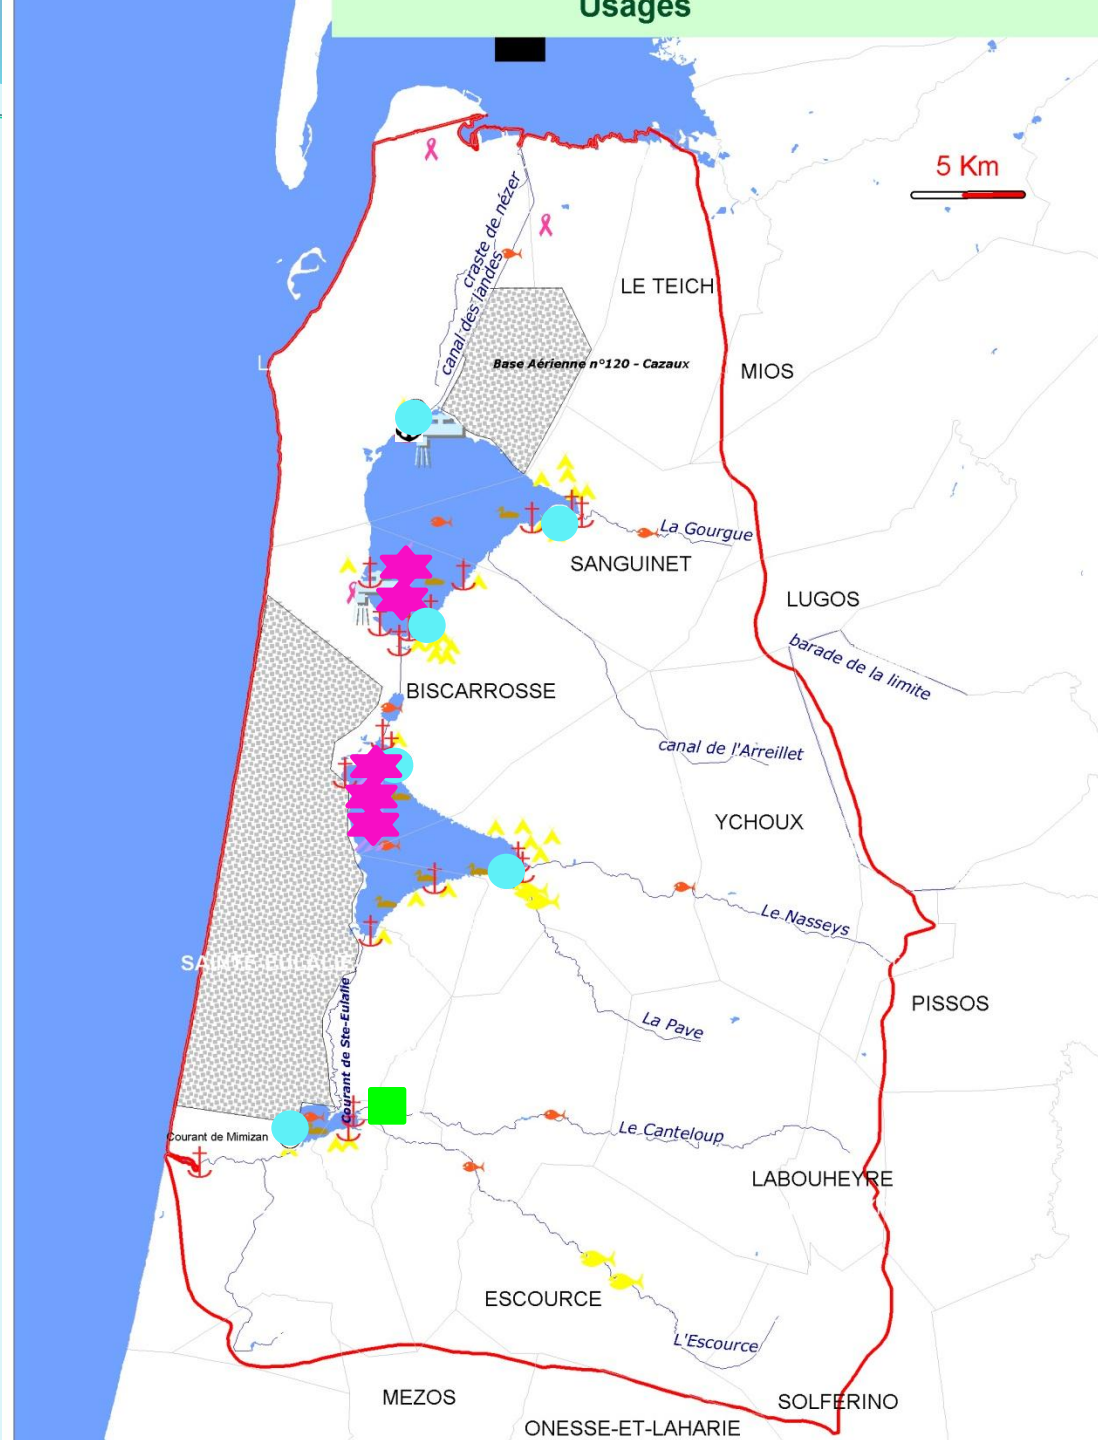 Usages
5 Km
craste de nézer
canal des landes
LE TEICH
Base Aérienne n°120 - Cazaux
MIOS
L
La Gourgue
SANGUINET
LUGOS
barade de la limite
BISCARROSSE
canal de l'Arreillet
YCHOUX
Le Nasseys
SAINTE EULALIE
PISSOS
La Pave
Courant de Ste-Eulalie
Courant de Mimizan
Le Canteloup
LABOUHEYRE
ESCOURCE
L'Escource
MEZOS
SOLFERINO
ONESSE-ET-LAHARIE